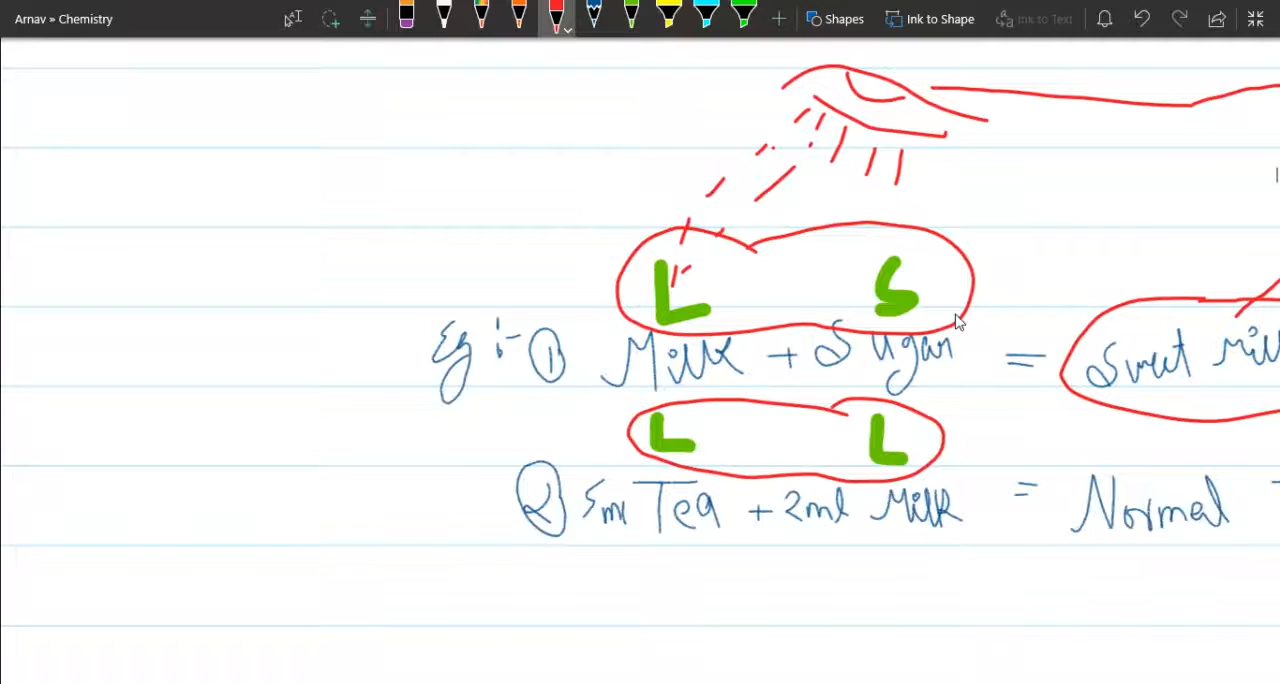 Arnav » Chemistry
Shapes Ink to Shape Ink to Text
L S
Eg :- ① Milk + Sugar = Sweet Mil
L L
② 5ml Tea + 2ml Milk = Normal